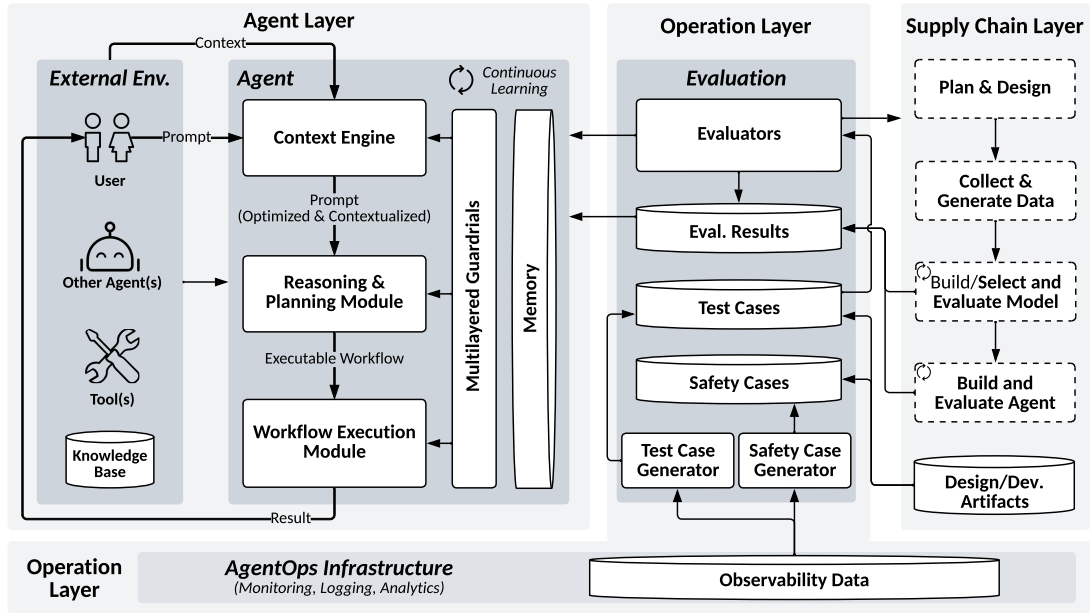 Agent Layer
Context
External Env.
User
Other Agent(s)
Tool(s)
Knowledge
Base
Prompt
Agent
Continuous
Learning
Context Engine
Prompt
(Optimized & Contextualized)
Reasoning &
Planning Module
Executable Workflow
Workflow Execution
Module
Result
Multilayered Guardrials
Memory
Operation Layer
Evaluation
Evaluators
Eval. Results
Test Cases
Safety Cases
Test Case
Generator
Safety Case
Generator
Supply Chain Layer
Plan & Design
Collect &
Generate Data
Build/Select and
Evaluate Model
Build and
Evaluate Agent
Design/Dev.
Artifacts
Operation
Layer
AgentOps Infrastructure
(Monitoring, Logging, Analytics)
Observability Data